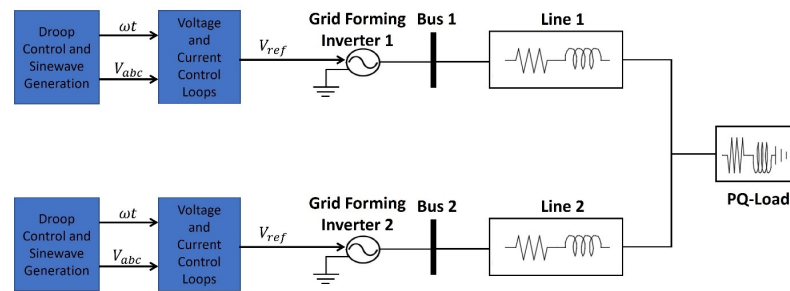 Droop
Control and
Sinewave
Generation
ωt
V_abc
Voltage
and
Current
Control
Loops
V_ref
Grid Forming
Inverter 1
Bus 1
Line 1
PQ-Load
Droop
Control and
Sinewave
Generation
ωt
V_abc
Voltage
and
Current
Control
Loops
V_ref
Grid Forming
Inverter 2
Bus 2
Line 2